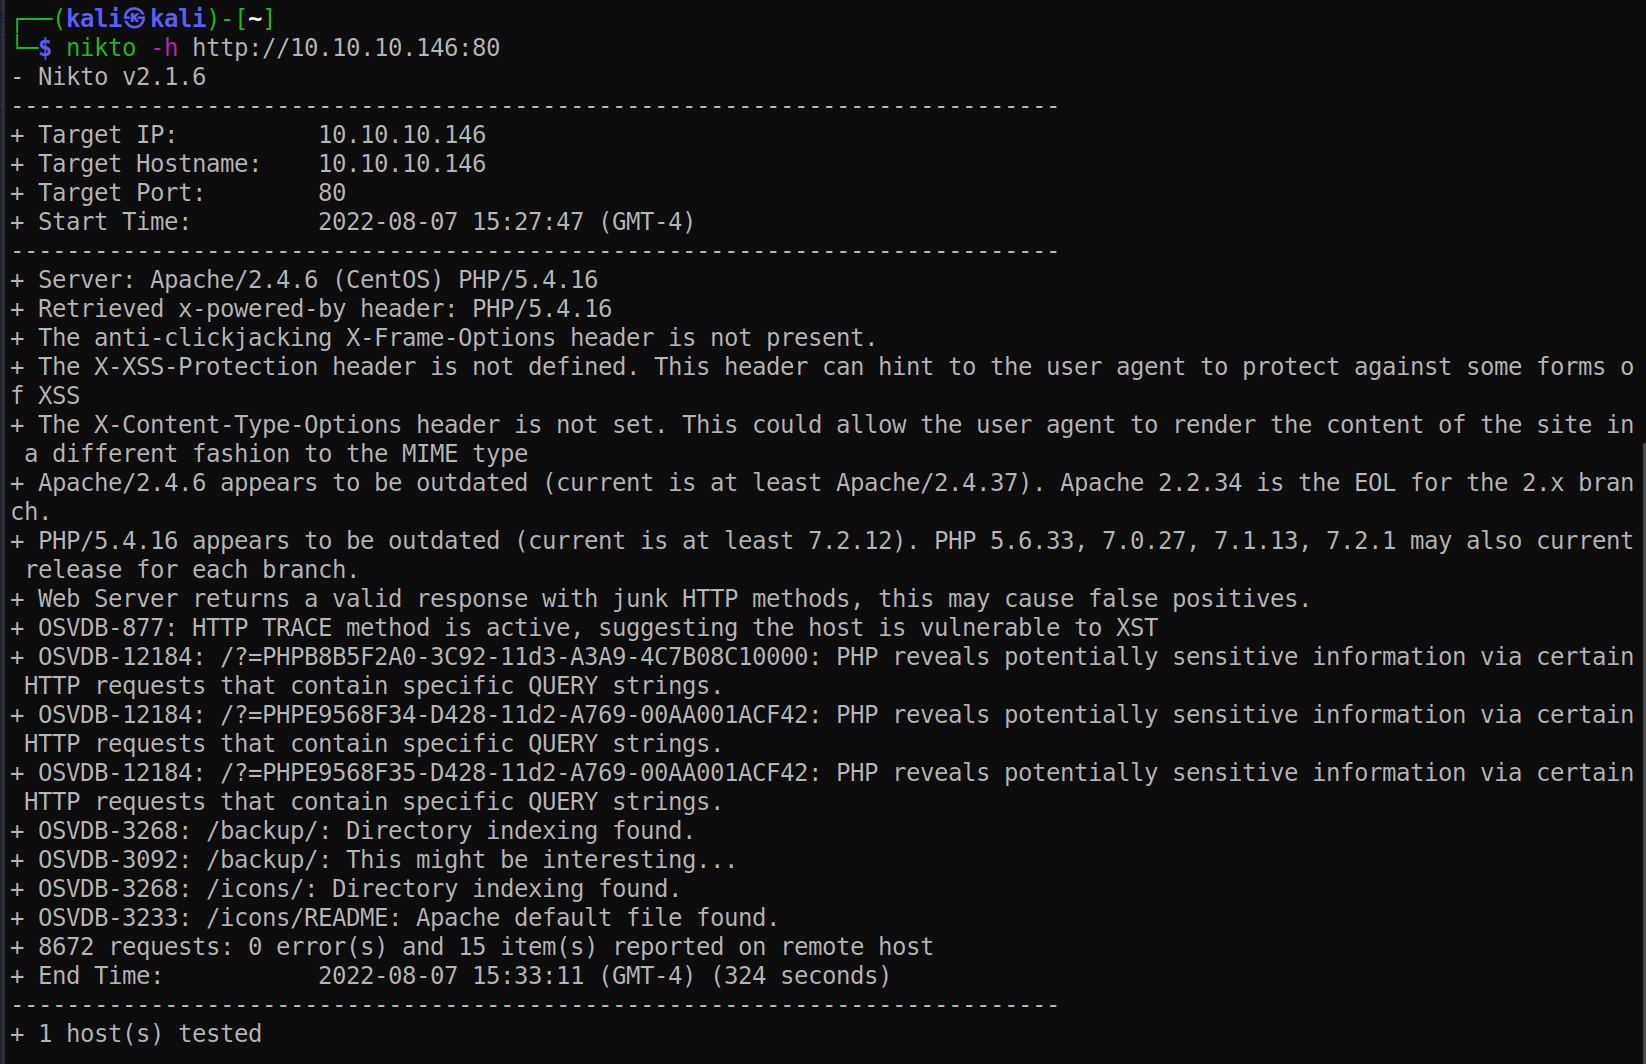 ┌──(kali㉿kali)-[~]
└─$ nikto -h http://10.10.10.146:80
- Nikto v2.1.6
---------------------------------------------------------------------------
+ Target IP:          10.10.10.146
+ Target Hostname:    10.10.10.146
+ Target Port:        80
+ Start Time:         2022-08-07 15:27:47 (GMT-4)
---------------------------------------------------------------------------
+ Server: Apache/2.4.6 (CentOS) PHP/5.4.16
+ Retrieved x-powered-by header: PHP/5.4.16
+ The anti-clickjacking X-Frame-Options header is not present.
+ The X-XSS-Protection header is not defined. This header can hint to the user agent to protect against some forms o
f XSS
+ The X-Content-Type-Options header is not set. This could allow the user agent to render the content of the site in
 a different fashion to the MIME type
+ Apache/2.4.6 appears to be outdated (current is at least Apache/2.4.37). Apache 2.2.34 is the EOL for the 2.x bran
ch.
+ PHP/5.4.16 appears to be outdated (current is at least 7.2.12). PHP 5.6.33, 7.0.27, 7.1.13, 7.2.1 may also current
 release for each branch.
+ Web Server returns a valid response with junk HTTP methods, this may cause false positives.
+ OSVDB-877: HTTP TRACE method is active, suggesting the host is vulnerable to XST
+ OSVDB-12184: /?=PHPB8B5F2A0-3C92-11d3-A3A9-4C7B08C10000: PHP reveals potentially sensitive information via certain
 HTTP requests that contain specific QUERY strings.
+ OSVDB-12184: /?=PHPE9568F34-D428-11d2-A769-00AA001ACF42: PHP reveals potentially sensitive information via certain
 HTTP requests that contain specific QUERY strings.
+ OSVDB-12184: /?=PHPE9568F35-D428-11d2-A769-00AA001ACF42: PHP reveals potentially sensitive information via certain
 HTTP requests that contain specific QUERY strings.
+ OSVDB-3268: /backup/: Directory indexing found.
+ OSVDB-3092: /backup/: This might be interesting...
+ OSVDB-3268: /icons/: Directory indexing found.
+ OSVDB-3233: /icons/README: Apache default file found.
+ 8672 requests: 0 error(s) and 15 item(s) reported on remote host
+ End Time:           2022-08-07 15:33:11 (GMT-4) (324 seconds)
---------------------------------------------------------------------------
+ 1 host(s) tested